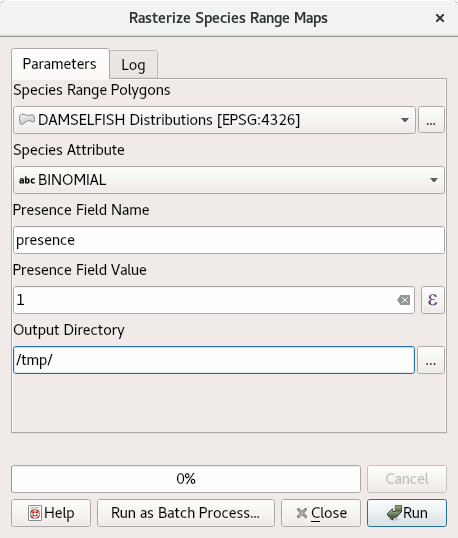 Rasterize Species Range Maps
Parameters Log
Species Range Polygons
DAMSELFISH Distributions [EPSG:4326] ...
Species Attribute
abc BINOMIAL
Presence Field Name
presence
Presence Field Value
1 ε
Output Directory
/tmp/ ...
0% Cancel
Help Run as Batch Process... Close Run